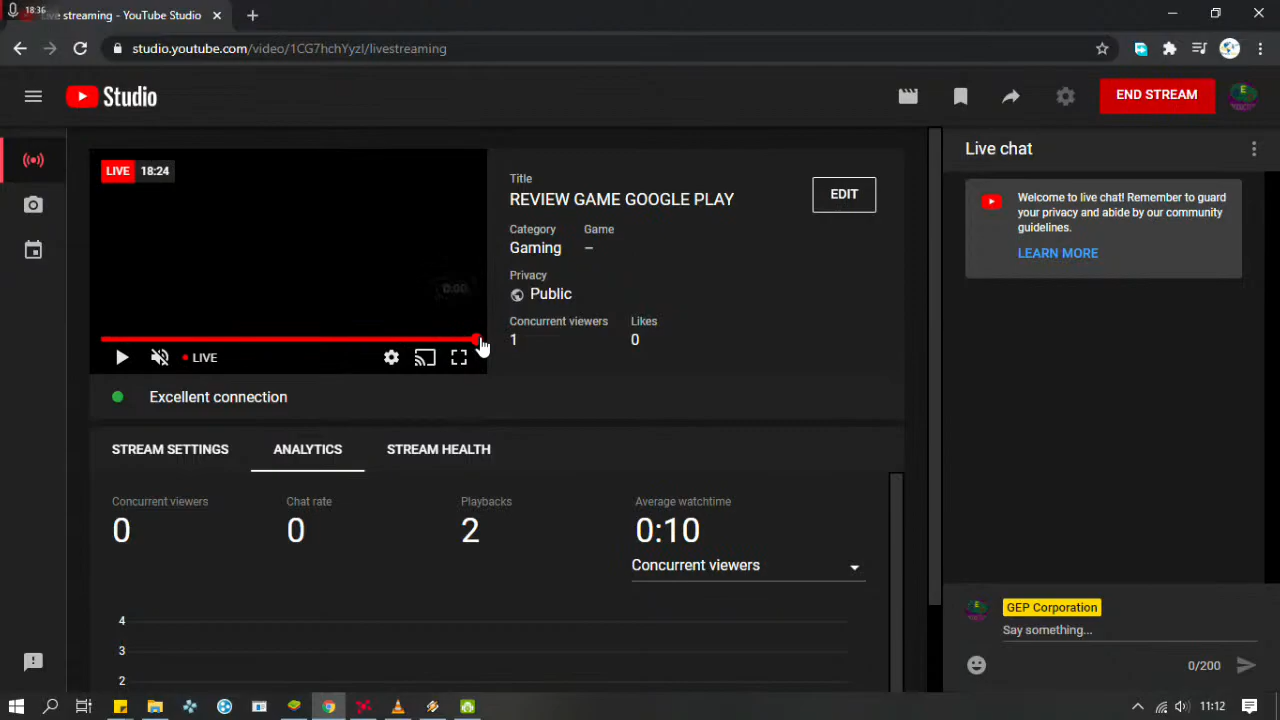 18:36
Live streaming - YouTube Studio
studio.youtube.com/video/1CG7hchYyzI/livestreaming
Studio
END STREAM
E
LIVE 18:24
0:00
LIVE
Title
REVIEW GAME GOOGLE PLAY
EDIT
Category Game
Gaming –
Privacy
Public
Concurrent viewers Likes
1 0
Excellent connection
STREAM SETTINGS ANALYTICS STREAM HEALTH
Concurrent viewers Chat rate Playbacks Average watchtime
0 0 2 0:10
Concurrent viewers
4
3
2
Live chat
Welcome to live chat! Remember to guard
your privacy and abide by our community
guidelines.
LEARN MORE
E
GEP Corporation
Say something...
0/200
11:12